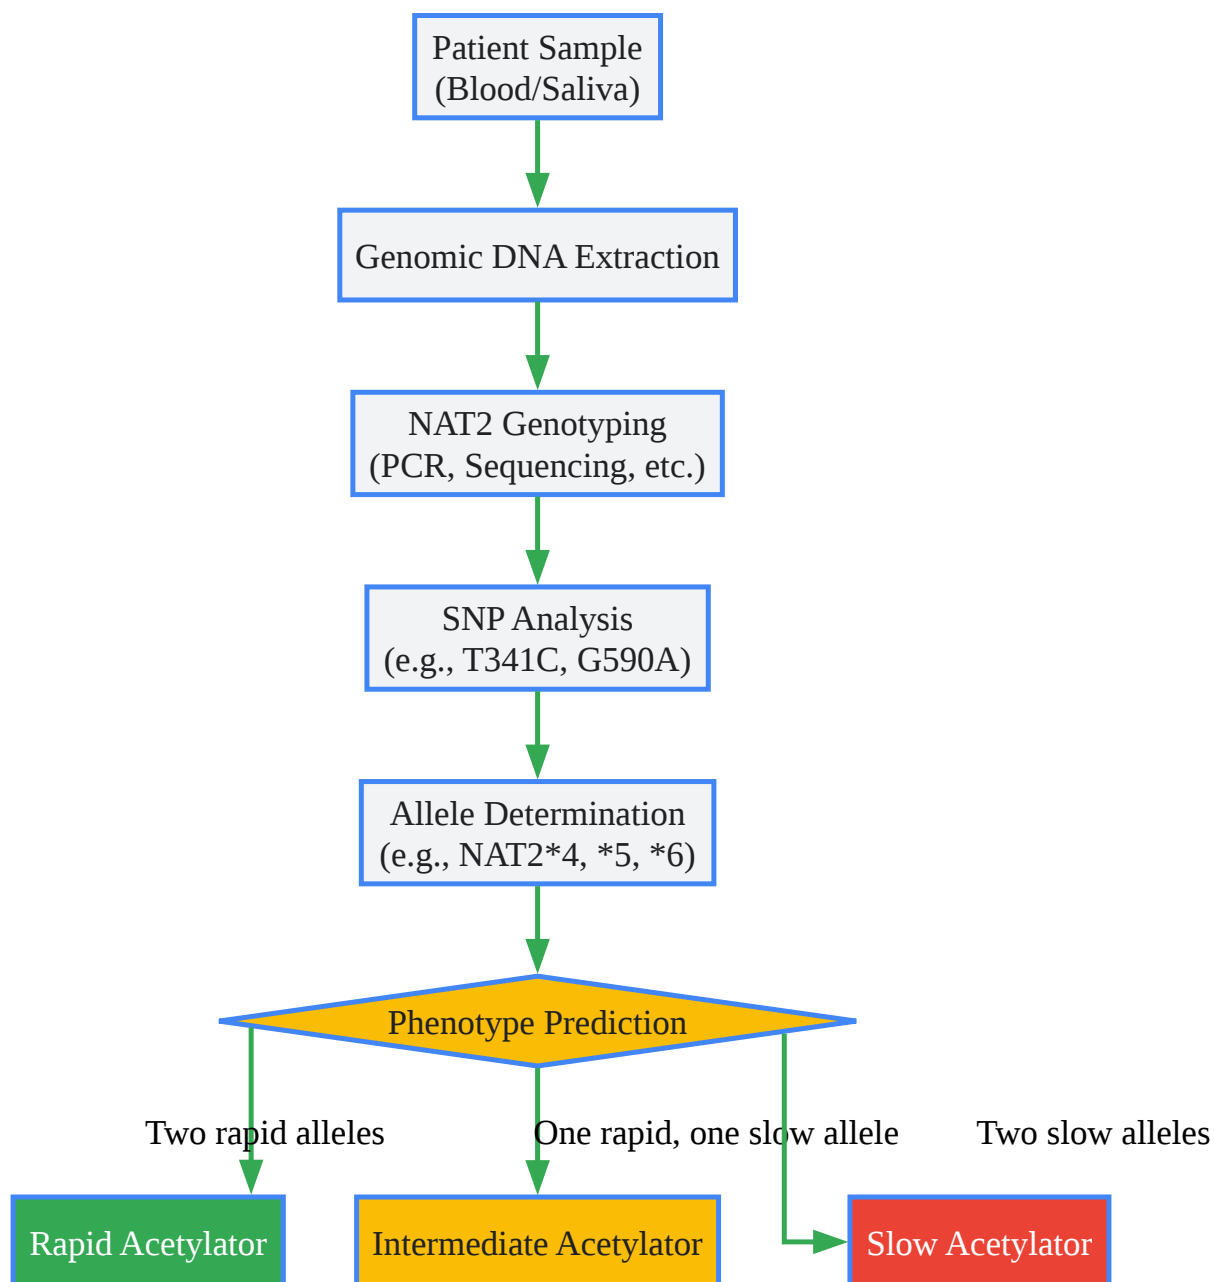 Patient Sample
(Blood/Saliva)
Genomic DNA Extraction
NAT2 Genotyping
(PCR, Sequencing, etc.)
SNP Analysis
(e.g., T341C, G590A)
Allele Determination
(e.g., NAT2*4, *5, *6)
Phenotype Prediction
Two rapid alleles
One rapid, one slow allele
Two slow alleles
Rapid Acetylator
Intermediate Acetylator
Slow Acetylator